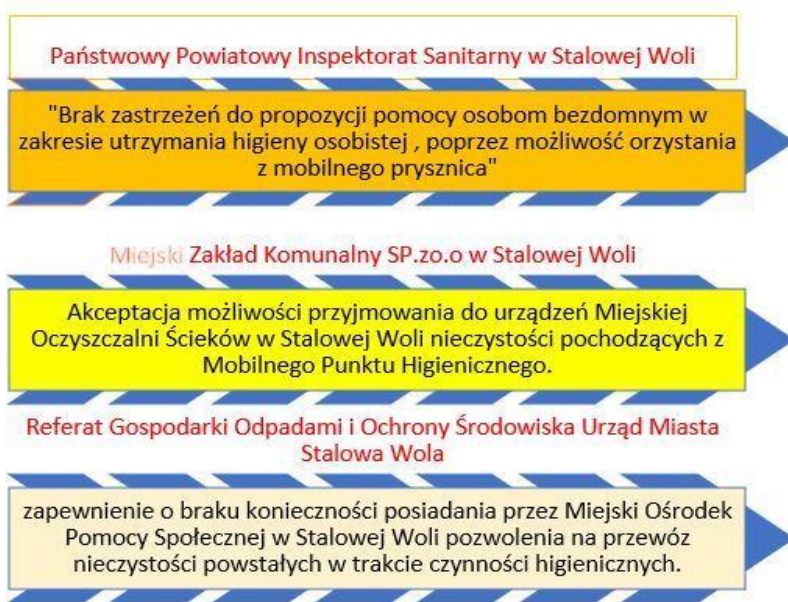 Państwowy Powiatowy Inspektorat Sanitarny w Stalowej Woli
"Brak zastrzeżeń do propozycji pomocy osobom bezdomnym w
zakresie utrzymania higieny osobistej , poprzez możliwość orzystania
z mobilnego prysznica"
Miejski Zakład Komunalny SP.zo.o w Stalowej Woli
Akceptacja możliwości przyjmowania do urządzeń Miejskiej
Oczyszczalni Ścieków w Stalowej Woli nieczystości pochodzących z
Mobilnego Punktu Higienicznego.
Referat Gospodarki Odpadami i Ochrony Środowiska Urząd Miasta
Stalowa Wola
zapewnienie o braku konieczności posiadania przez Miejski Ośrodek
Pomocy Społecznej w Stalowej Woli pozwolenia na przewóz
nieczystości powstałych w trakcie czynności higienicznych.